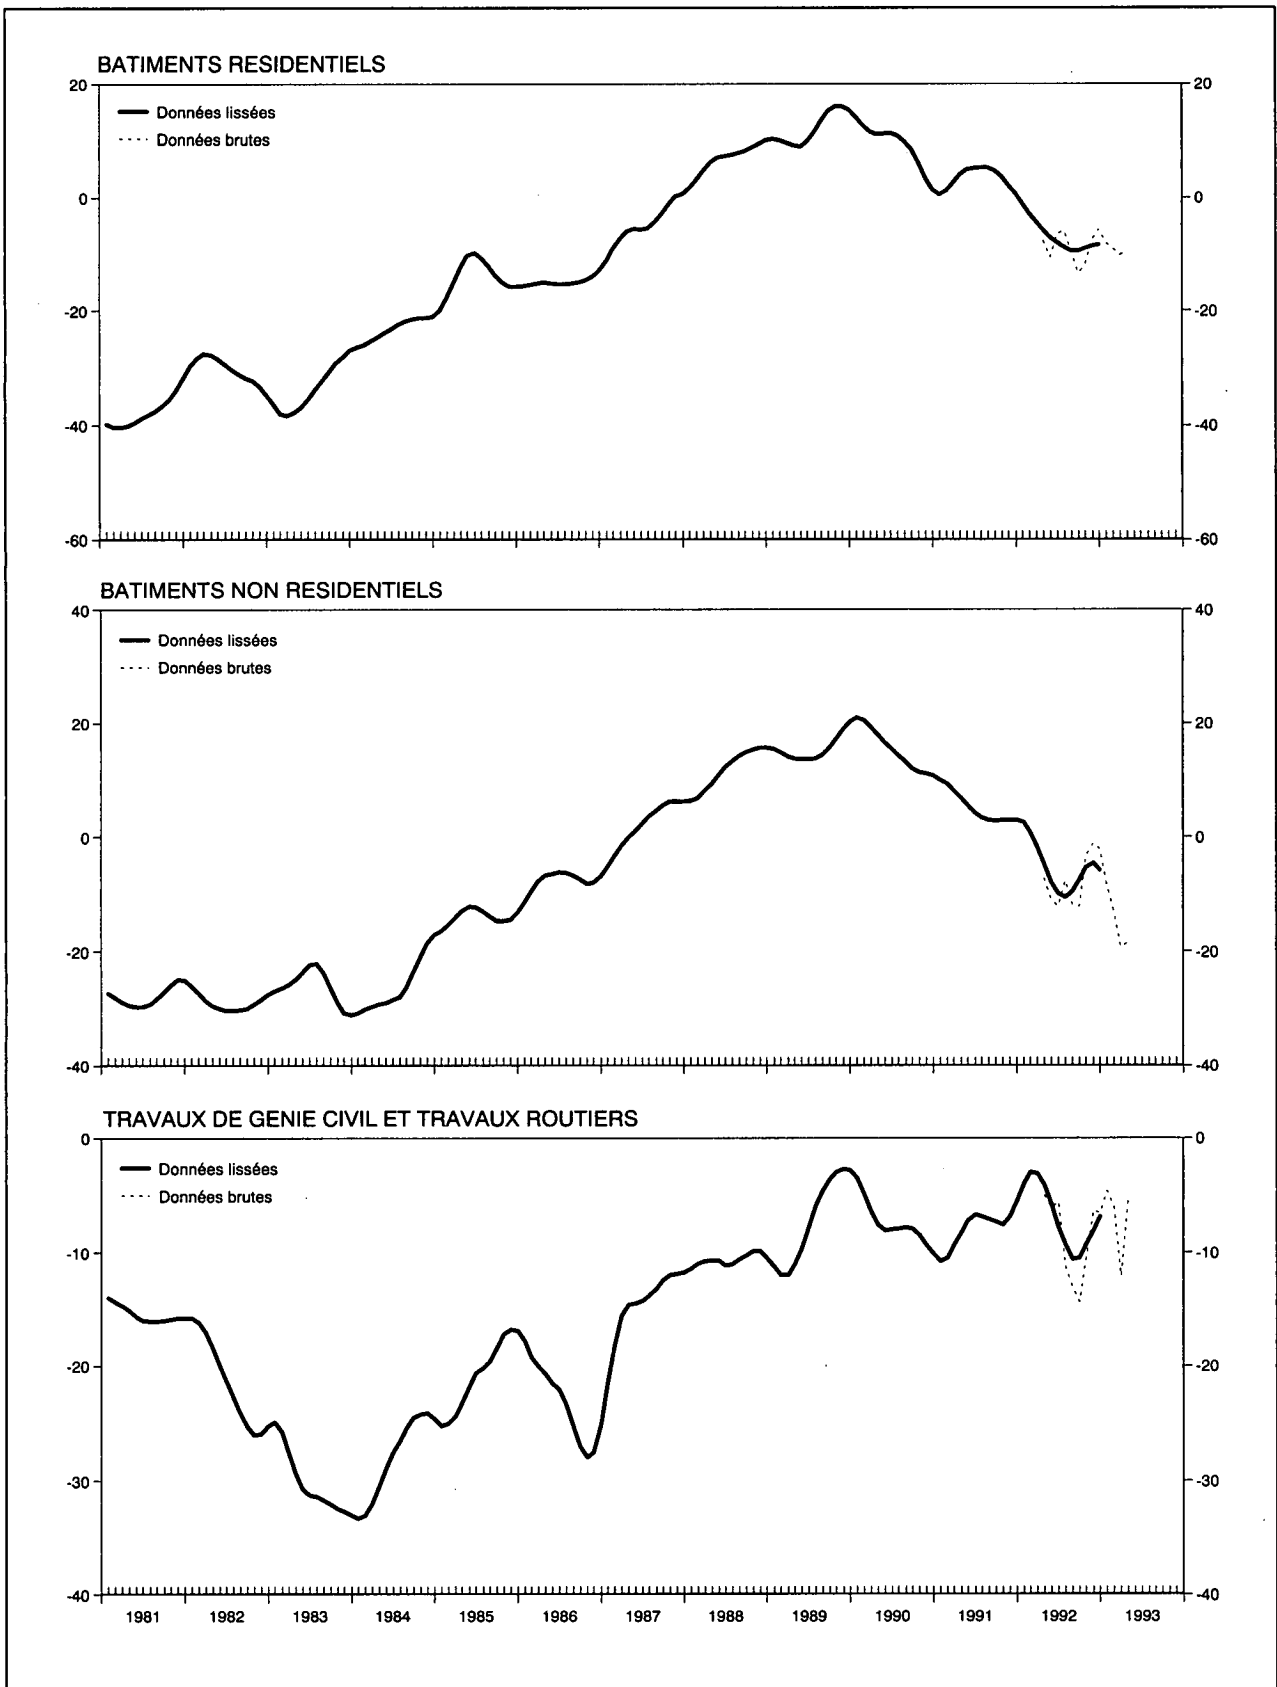 BATIMENTS RESIDENTIELS
20 20
Données lissées
Données brutes
0 0
-20 -20
-40 -40
-60 -60
BATIMENTS NON RESIDENTIELS
40 40
Données lissées
Données brutes
20 20
0 0
-20 -20
-40 -40
TRAVAUX DE GENIE CIVIL ET TRAVAUX ROUTIERS
0 0
Données lissées
Données brutes
-10 -10
-20 -20
-30 -30
-40 -40
1981 1982 1983 1984 1985 1986 1987 1988 1989 1990 1991 1992 1993